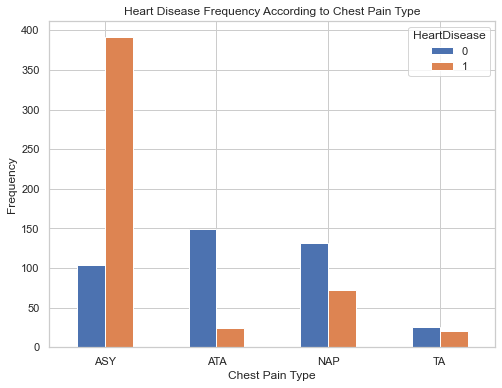 Heart Disease Frequency According to Chest Pain Type
HeartDisease
0
1
400
350
300
250
200
150
100
50
0
Frequency
ASY ATA NAP TA
Chest Pain Type